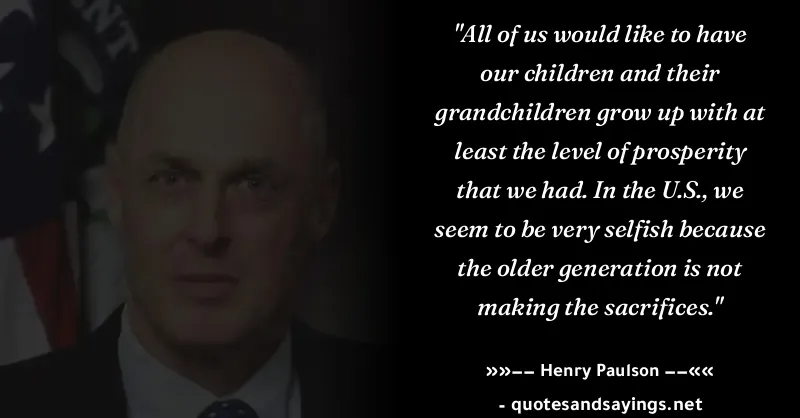 NT
"All of us would like to have
our children and their
grandchildren grow up with at
least the level of prosperity
that we had. In the U.S., we
seem to be very selfish because
the older generation is not
making the sacrifices."
»»−− Henry Paulson −−««
- quotesandsayings.net